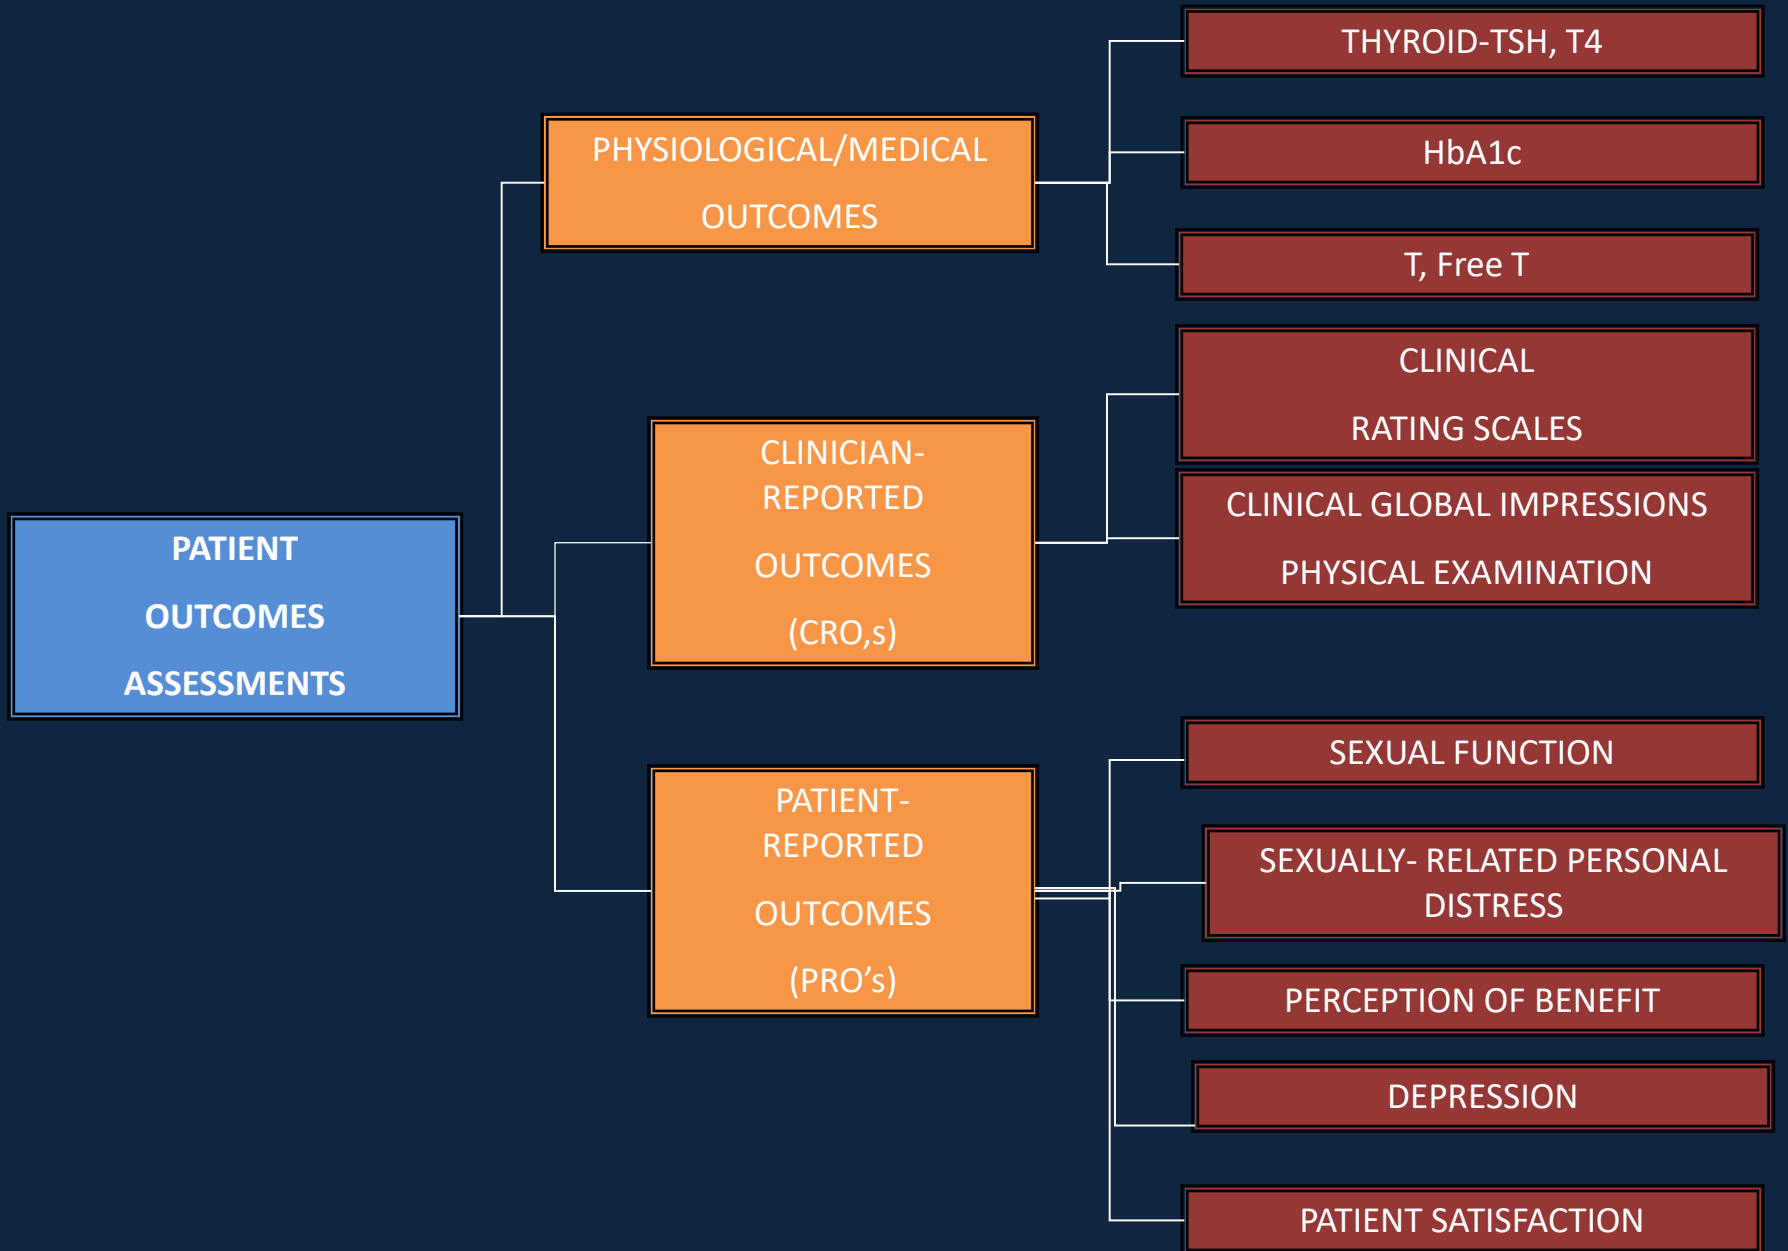 PATIENT
OUTCOMES
ASSESSMENTS
PHYSIOLOGICAL/MEDICAL
OUTCOMES
THYROID-TSH, T4
HbA1c
T, Free T
CLINICIAN-
REPORTED
OUTCOMES
(CRO,s)
CLINICAL
RATING SCALES
CLINICAL GLOBAL IMPRESSIONS
PHYSICAL EXAMINATION
PATIENT-
REPORTED
OUTCOMES
(PRO’s)
SEXUAL FUNCTION
SEXUALLY- RELATED PERSONAL
DISTRESS
PERCEPTION OF BENEFIT
DEPRESSION
PATIENT SATISFACTION